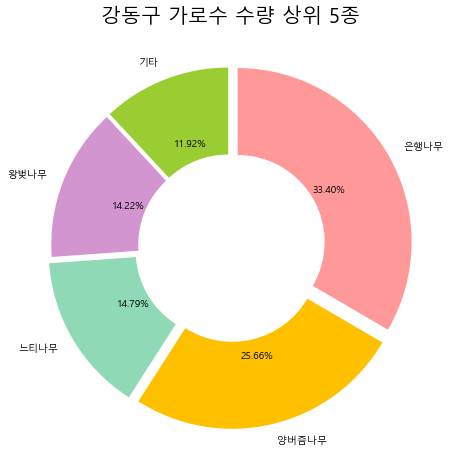 강동구 가로수 수량 상위 5종
기타
11.92%
은행나무
33.40%
왕벚나무
14.22%
14.79%
느티나무
25.66%
양버즘나무